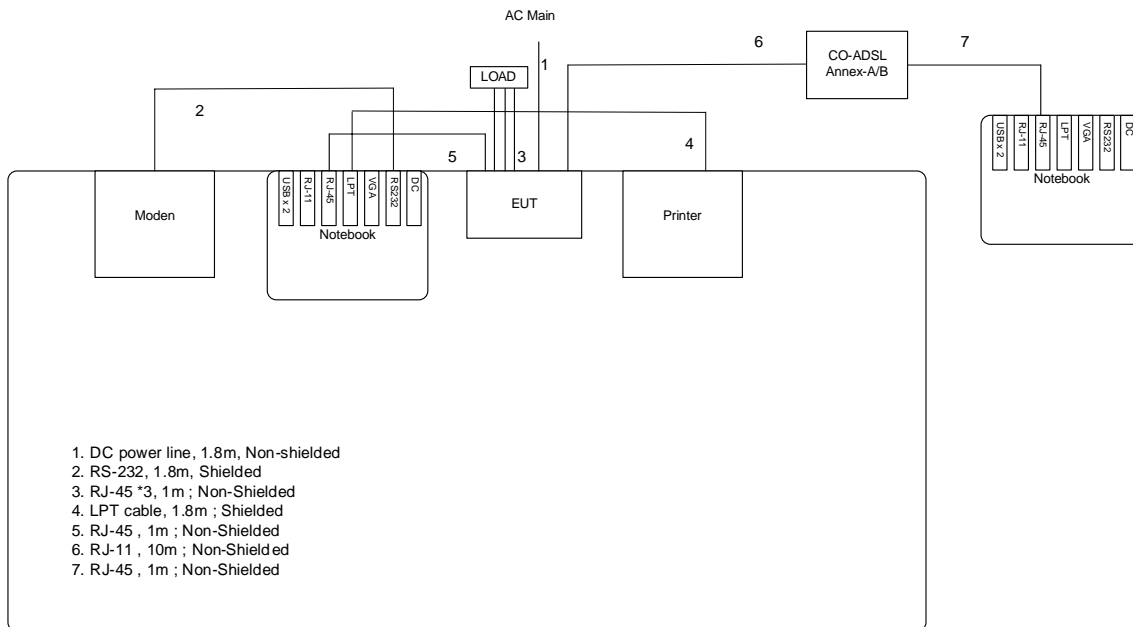 AC Main
1
6
7
CO-ADSL
Annex-A/B
LOAD
2
5
3
4
USB x 2
RJ-11
RJ-45
LPT
VGA
RS232
DC
Notebook
Moden
USB x 2
RJ-11
RJ-45
LPT
VGA
RS232
DC
Notebook
EUT
Printer
1. DC power line, 1.8m, Non-shielded
2. RS-232, 1.8m, Shielded
3. RJ-45 *3, 1m ; Non-Shielded
4. LPT cable, 1.8m ; Shielded
5. RJ-45 , 1m ; Non-Shielded
6. RJ-11 , 10m ; Non-Shielded
7. RJ-45 , 1m ; Non-Shielded